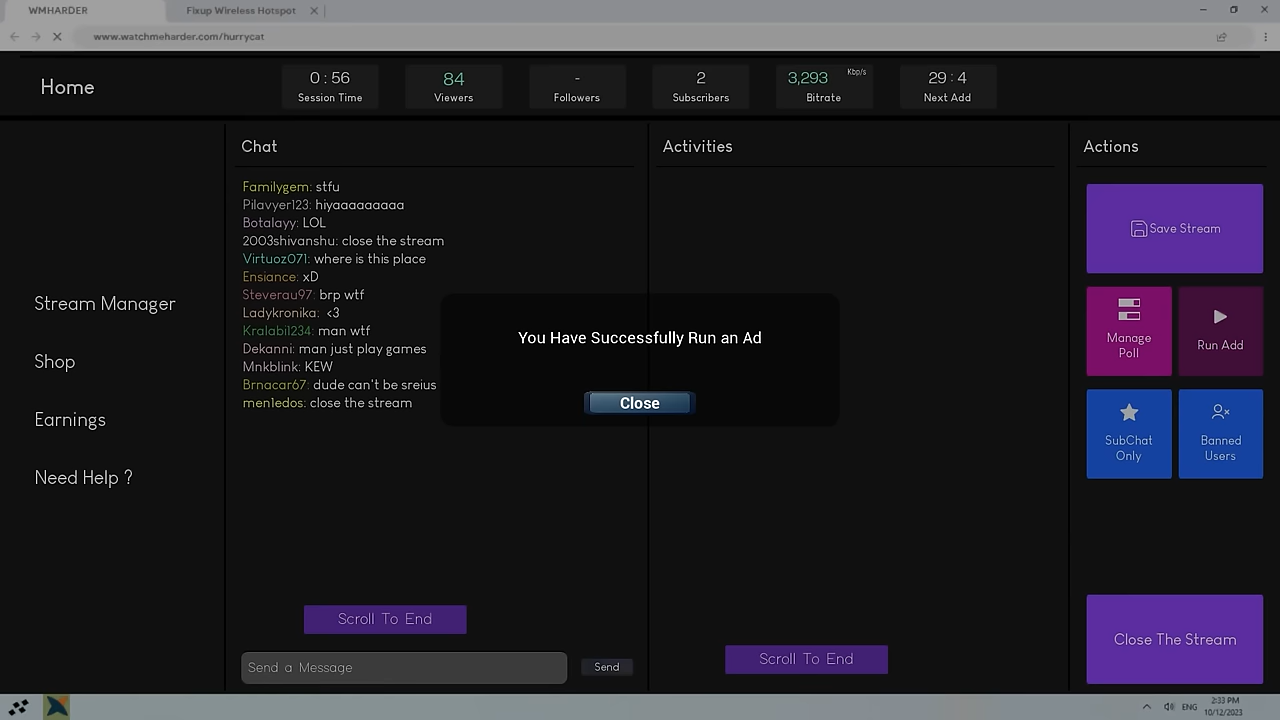 WMHARDER
Fixup Wireless Hotspot
www.watchmeharder.com/hurrycat
Home
0 : 56
Session Time
84
Viewers
-
Followers
2
Subscribers
3,293 Kbp/s
Bitrate
29 : 4
Next Add
Stream Manager
Shop
Earnings
Need Help ?
Chat
Familygem: stfu
Pilavyer123: hiyaaaaaaaaa
Botalayy: LOL
2003shivanshu: close the stream
Virtuoz071: where is this place
Ensiance: xD
Steverau97: brp wtf
Ladykronika: <3
Kralabi1234: man wtf
Dekanni: man just play games
Mnkblink: KEW
Brnacar67: dude can't be sreius
men1edos: close the stream
Scroll To End
Send a Message
Send
Activities
Scroll To End
You Have Successfully Run an Ad
Close
Actions
Save Stream
Manage
Poll
Run Add
SubChat
Only
Banned
Users
Close The Stream
ENG
2:33 PM
10/12/2023